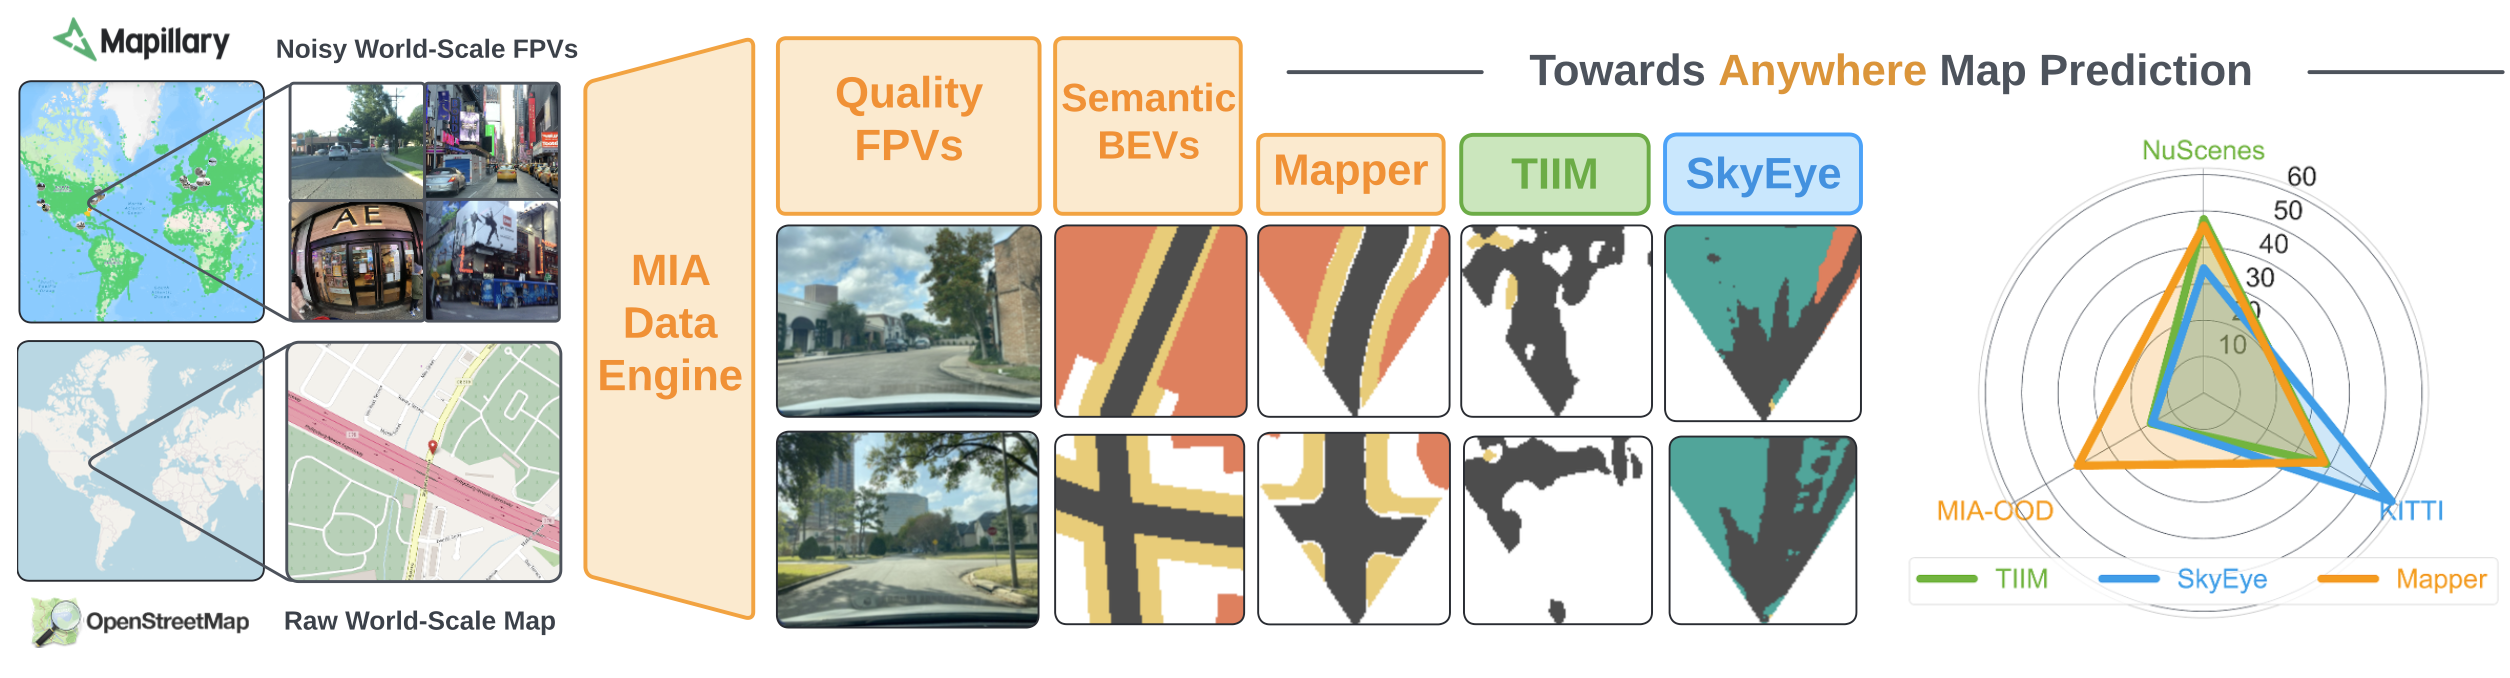 Mapillary
Noisy World-Scale FPVs
AE
OpenStreetMap
Raw World-Scale Map
MIA
Data
Engine
Quality
FPVs
Semantic
BEVs
Towards Anywhere Map Prediction
Mapper
TIIM
SkyEye
NuScenes
60
50
40
30
20
10
MIA-OOD
KITTI
TIIM
SkyEye
Mapper